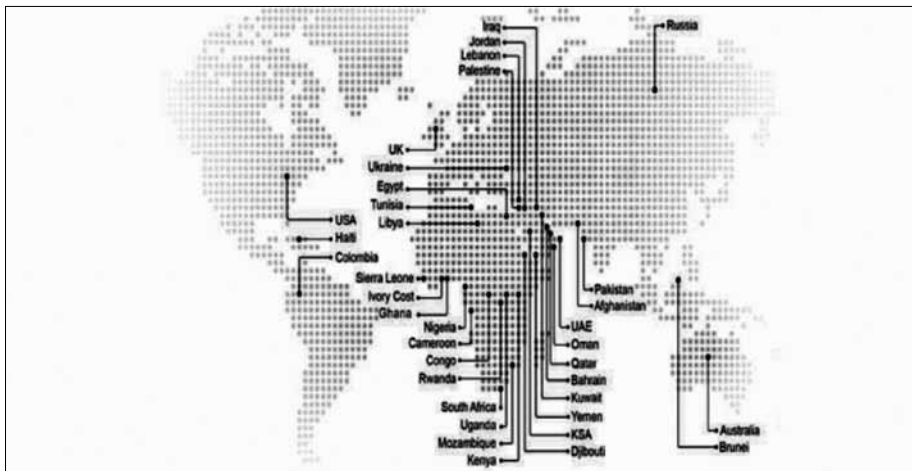 Iraq
Russia
Jordan
Lebanon
Palestine
UK
Ukraine
Egypt
Tunisia
USA
Libya
Haiti
Colombia
Sierra Leone
Pakistan
Ivory Cost
Afghanistan
Ghana
Nigeria
UAE
Cameroon
Oman
Congo
Qatar
Rwanda
Bahrain
Kuwait
South Africa
Yemen
Uganda
Australia
KSA
Mozambique
Brunei
Djibouti
Kenya